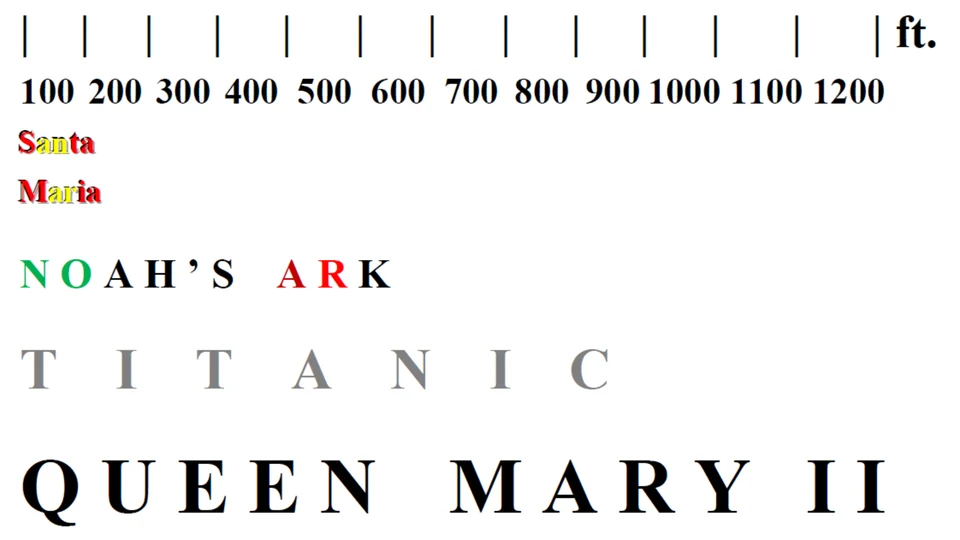 | | | | | | | | | | | | | ft.
100 200 300 400 500 600 700 800 900 1000 1100 1200
Santa
Maria
NOAH’S ARK
TITANIC
QUEEN MARY II